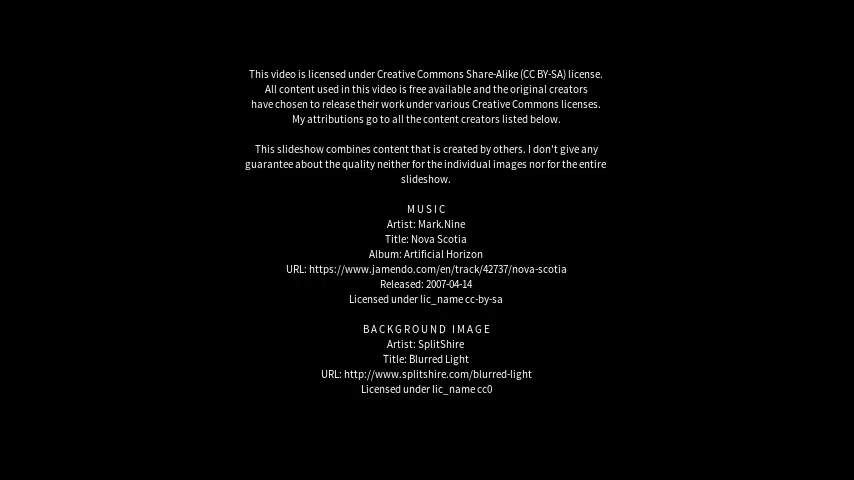 This video is licensed under Creative Commons Share-Alike (CC BY-SA) license.
All content used in this video is free available and the original creators
have chosen to release their work under various Creative Commons licenses.
My attributions go to all the content creators listed below.
This slideshow combines content that is created by others. I don't give any
guarantee about the quality neither for the individual images nor for the entire
slideshow.
MUSIC
Artist: Mark.Nine
Title: Nova Scotia
Album: Artificial Horizon
URL: https://www.jamendo.com/en/track/42737/nova-scotia
Released: 2007-04-14
Licensed under lic_name cc-by-sa
BACKGROUND IMAGE
Artist: SplitShire
Title: Blurred Light
URL: http://www.splitshire.com/blurred-light
Licensed under lic_name cc0